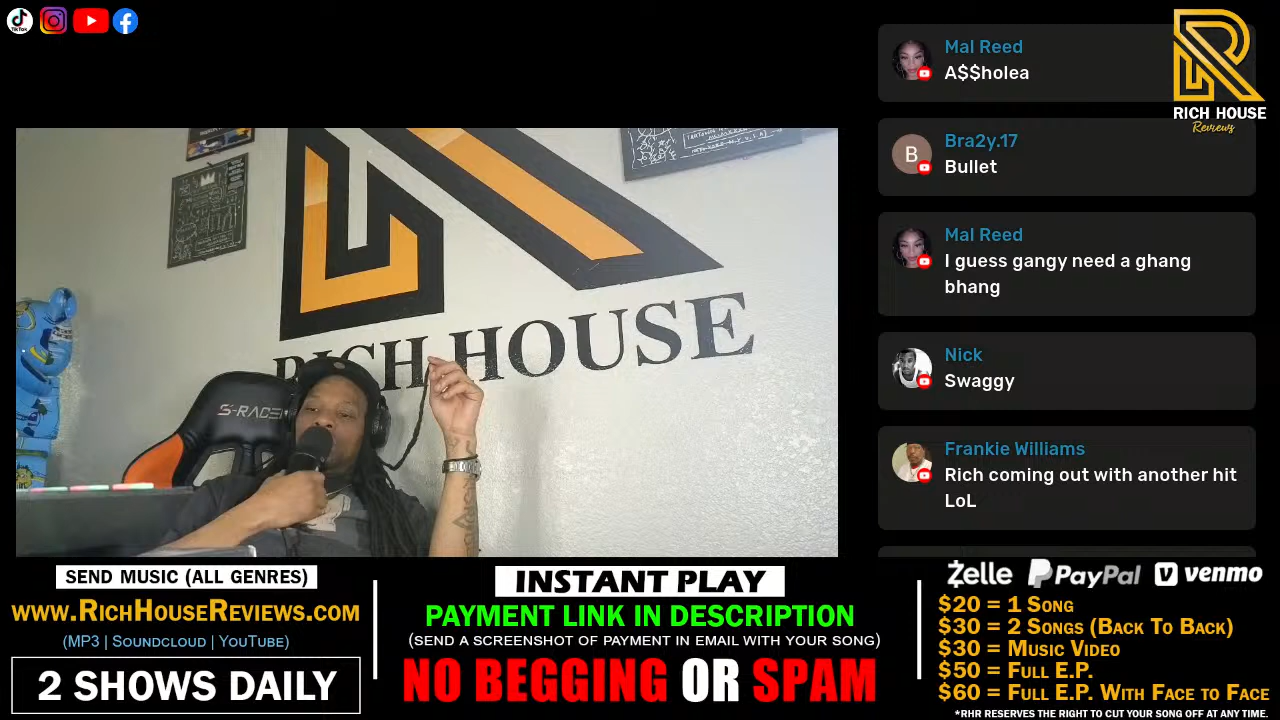 TikTok
Mal Reed
A$$holea
R
RICH HOUSE
Reviews
B
Bra2y.17
Bullet
Mal Reed
I guess gangy need a ghang
bhang
Nick
Swaggy
Frankie Williams
Rich coming out with another hit
LoL
RICH HOUSE
S-RACER
SEND MUSIC (ALL GENRES)
www.RichHouseReviews.com
(MP3 | Soundcloud | YouTube)
2 SHOWS DAILY
INSTANT PLAY
PAYMENT LINK IN DESCRIPTION
(SEND A SCREENSHOT OF PAYMENT IN EMAIL WITH YOUR SONG)
NO BEGGING OR SPAM
Zelle PayPal venmo
$20 = 1 Song
$30 = 2 Songs (Back To Back)
$30 = Music Video
$50 = Full E.P.
$60 = Full E.P. With Face to Face
*RHR RESERVES THE RIGHT TO CUT YOUR SONG OFF AT ANY TIME.